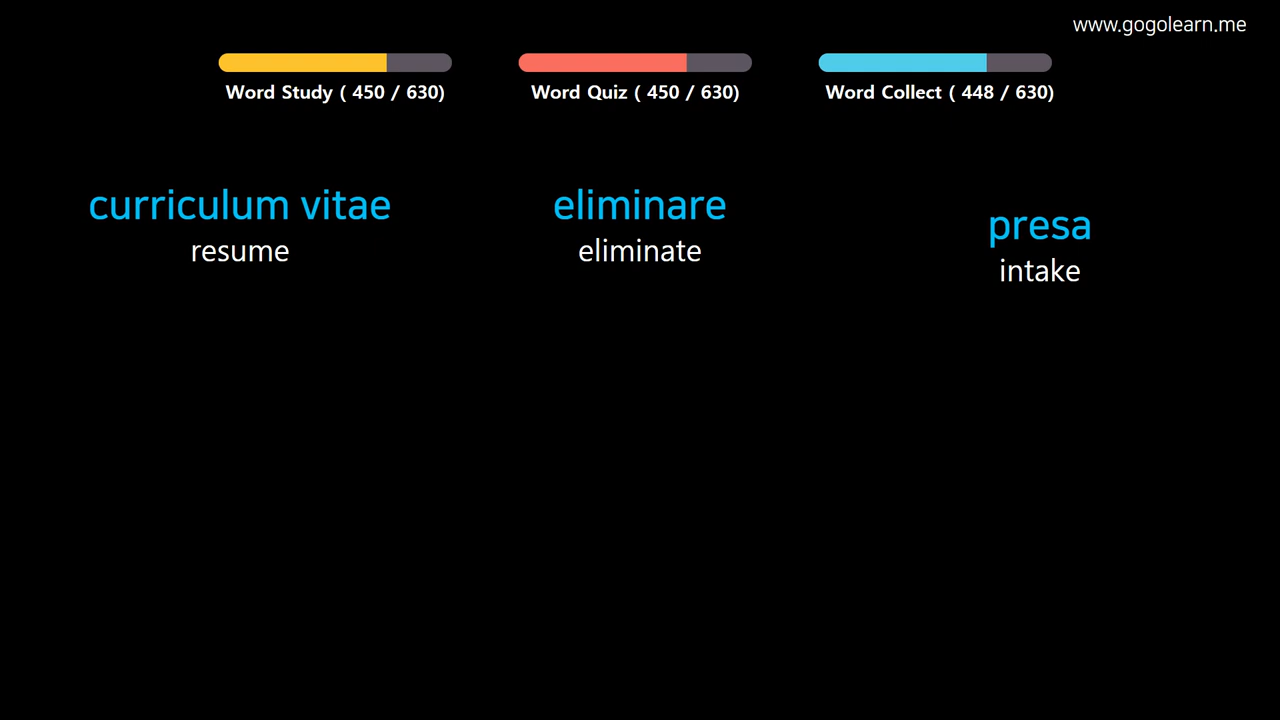 www.gogolearn.me
Word Study ( 450 / 630)
Word Quiz ( 450 / 630)
Word Collect ( 448 / 630)
curriculum vitae
resume
eliminare
eliminate
presa
intake